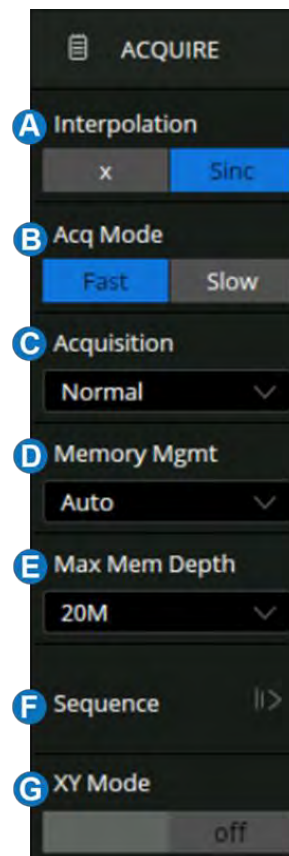 ACQUIRE
A Interpolation
x Sinc
B Acq Mode
Fast Slow
C Acquisition
Normal
D Memory Mgmt
Auto
E Max Mem Depth
20M
F Sequence
G XY Mode
off